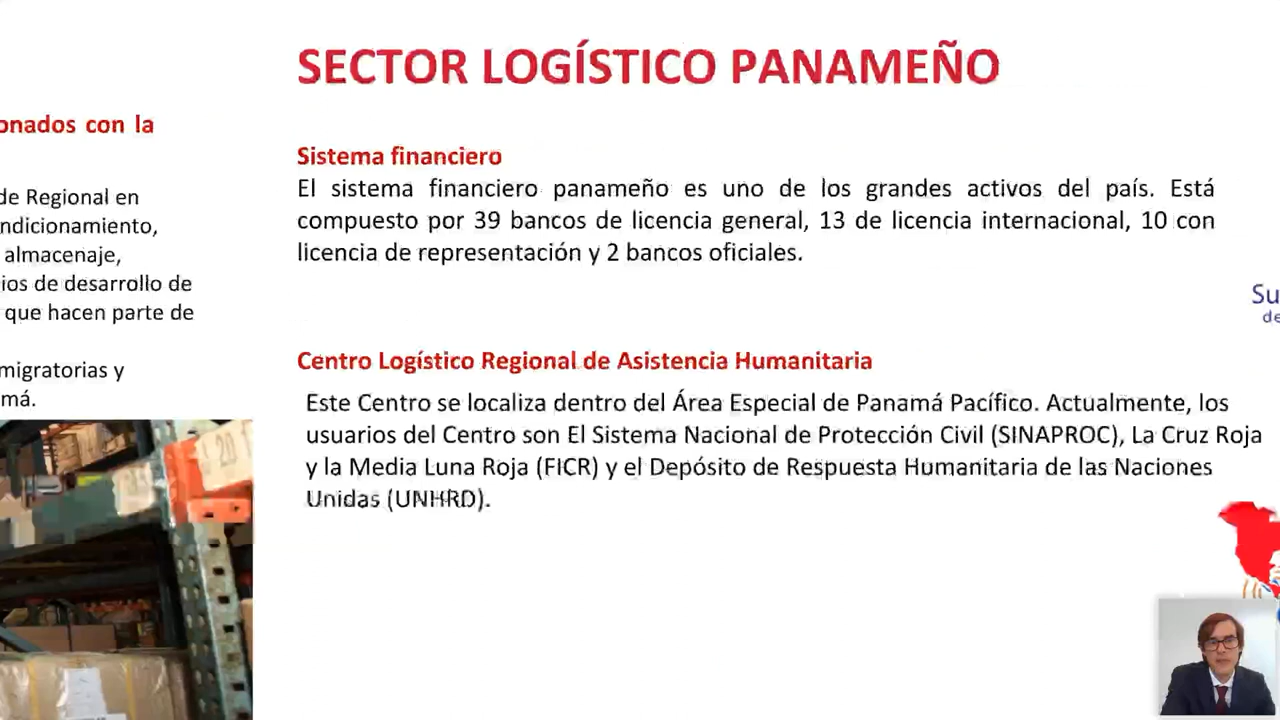 SECTOR LOGÍSTICO PANAMEÑO
onados con la
de Regional en
ndicionamiento,
almacenaje,
ios de desarrollo de
que hacen parte de
migratorias y
má.
Sistema financiero
El sistema financiero panameño es uno de los grandes activos del país. Está
compuesto por 39 bancos de licencia general, 13 de licencia internacional, 10 con
licencia de representación y 2 bancos oficiales.
Centro Logístico Regional de Asistencia Humanitaria
Este Centro se localiza dentro del Área Especial de Panamá Pacífico. Actualmente, los
usuarios del Centro son El Sistema Nacional de Protección Civil (SINAPROC), La Cruz Roja
y la Media Luna Roja (FICR) y el Depósito de Respuesta Humanitaria de las Naciones
Unidas (UNHRD).
Su
de
20